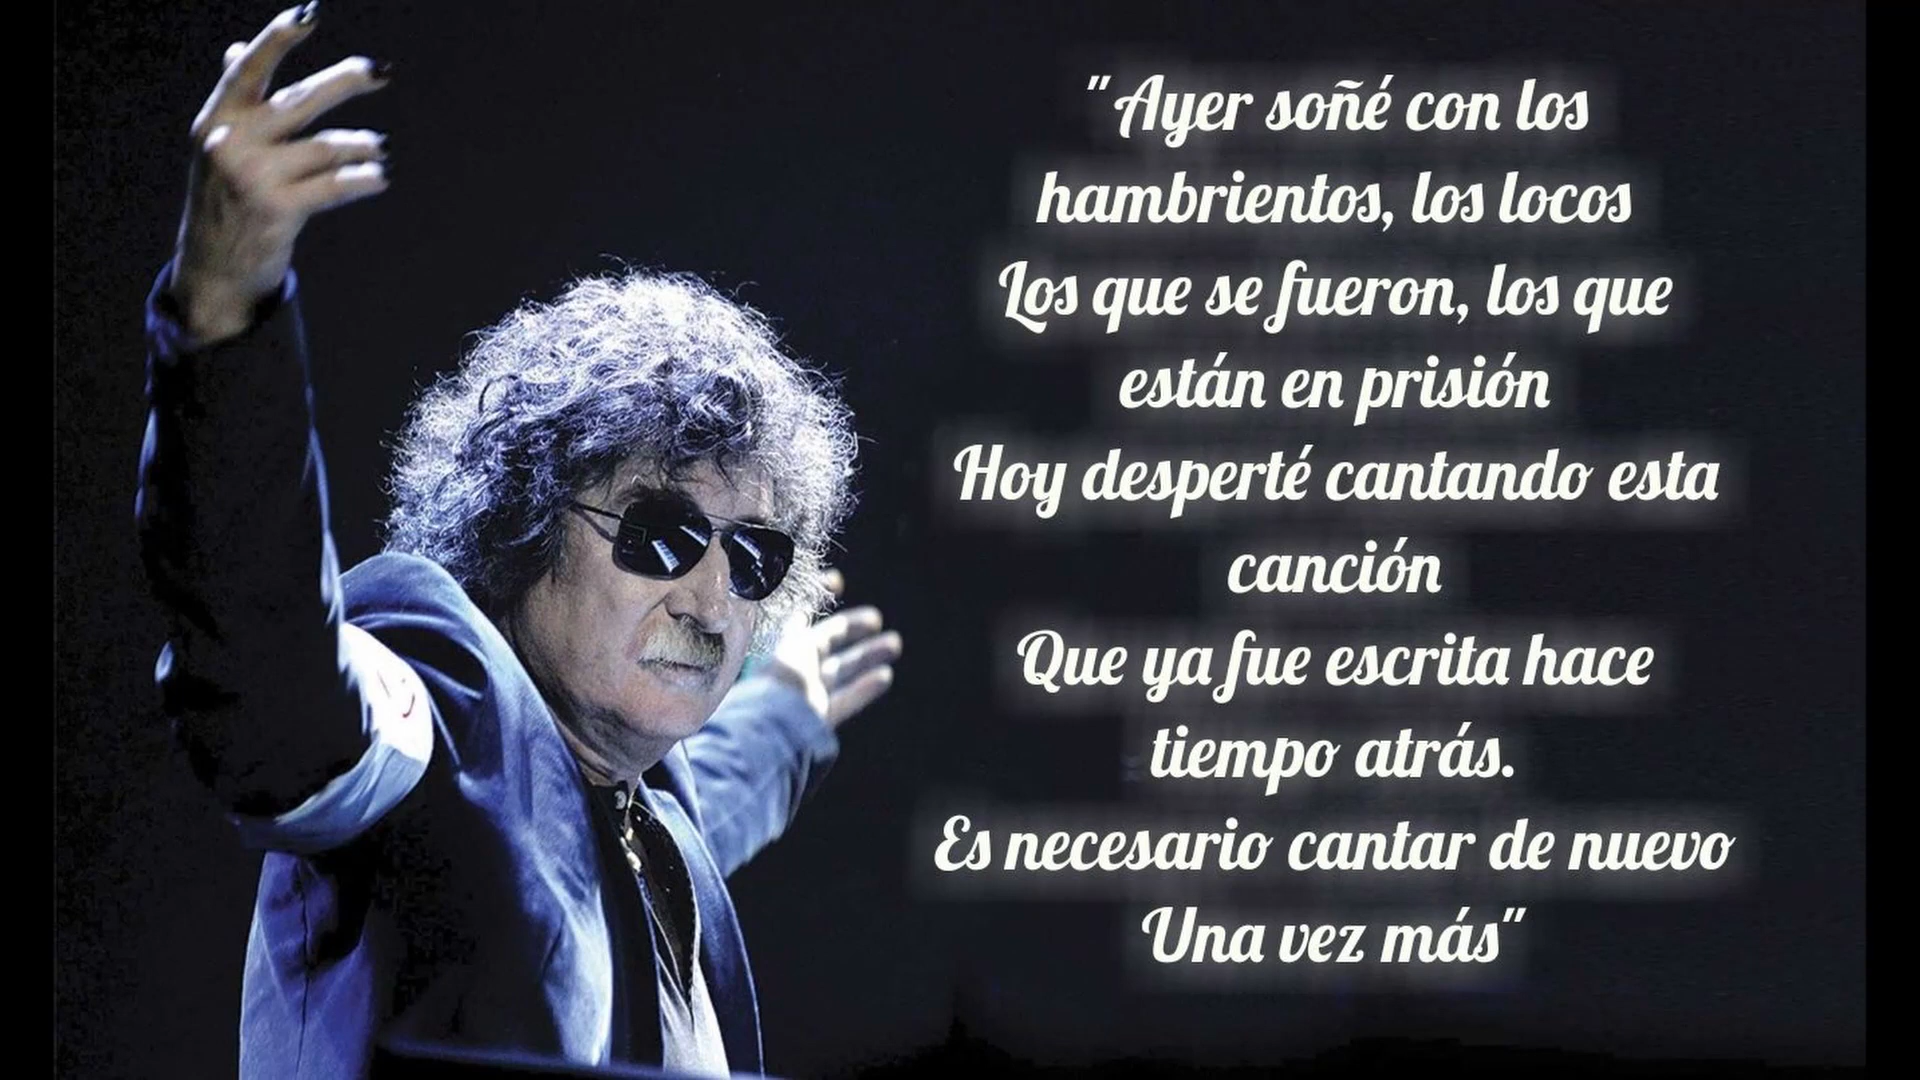 "Ayer soñé con los
hambrientos, los locos
Los que se fueron, los que
están en prisión
Hoy desperté cantando esta
canción
Que ya fue escrita hace
tiempo atrás.
Es necesario cantar de nuevo
Una vez más"